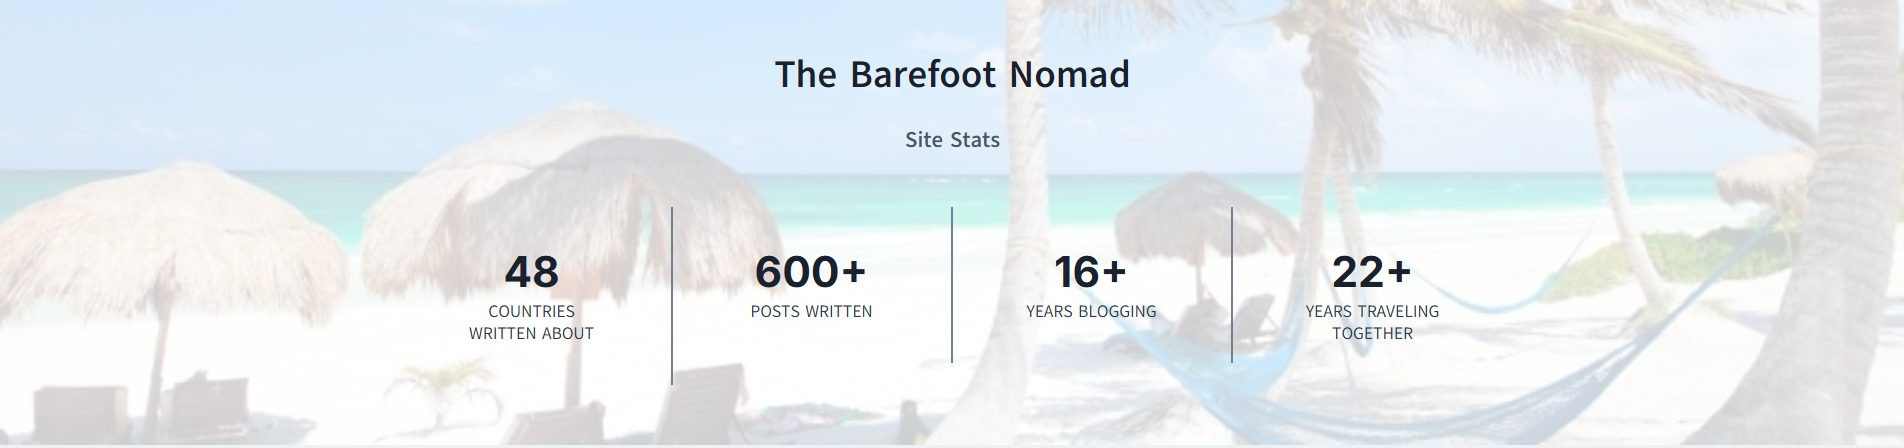 The Barefoot Nomad
Site Stats
48
COUNTRIES
WRITTEN ABOUT
600+
POSTS WRITTEN
16+
YEARS BLOGGING
22+
YEARS TRAVELING
TOGETHER